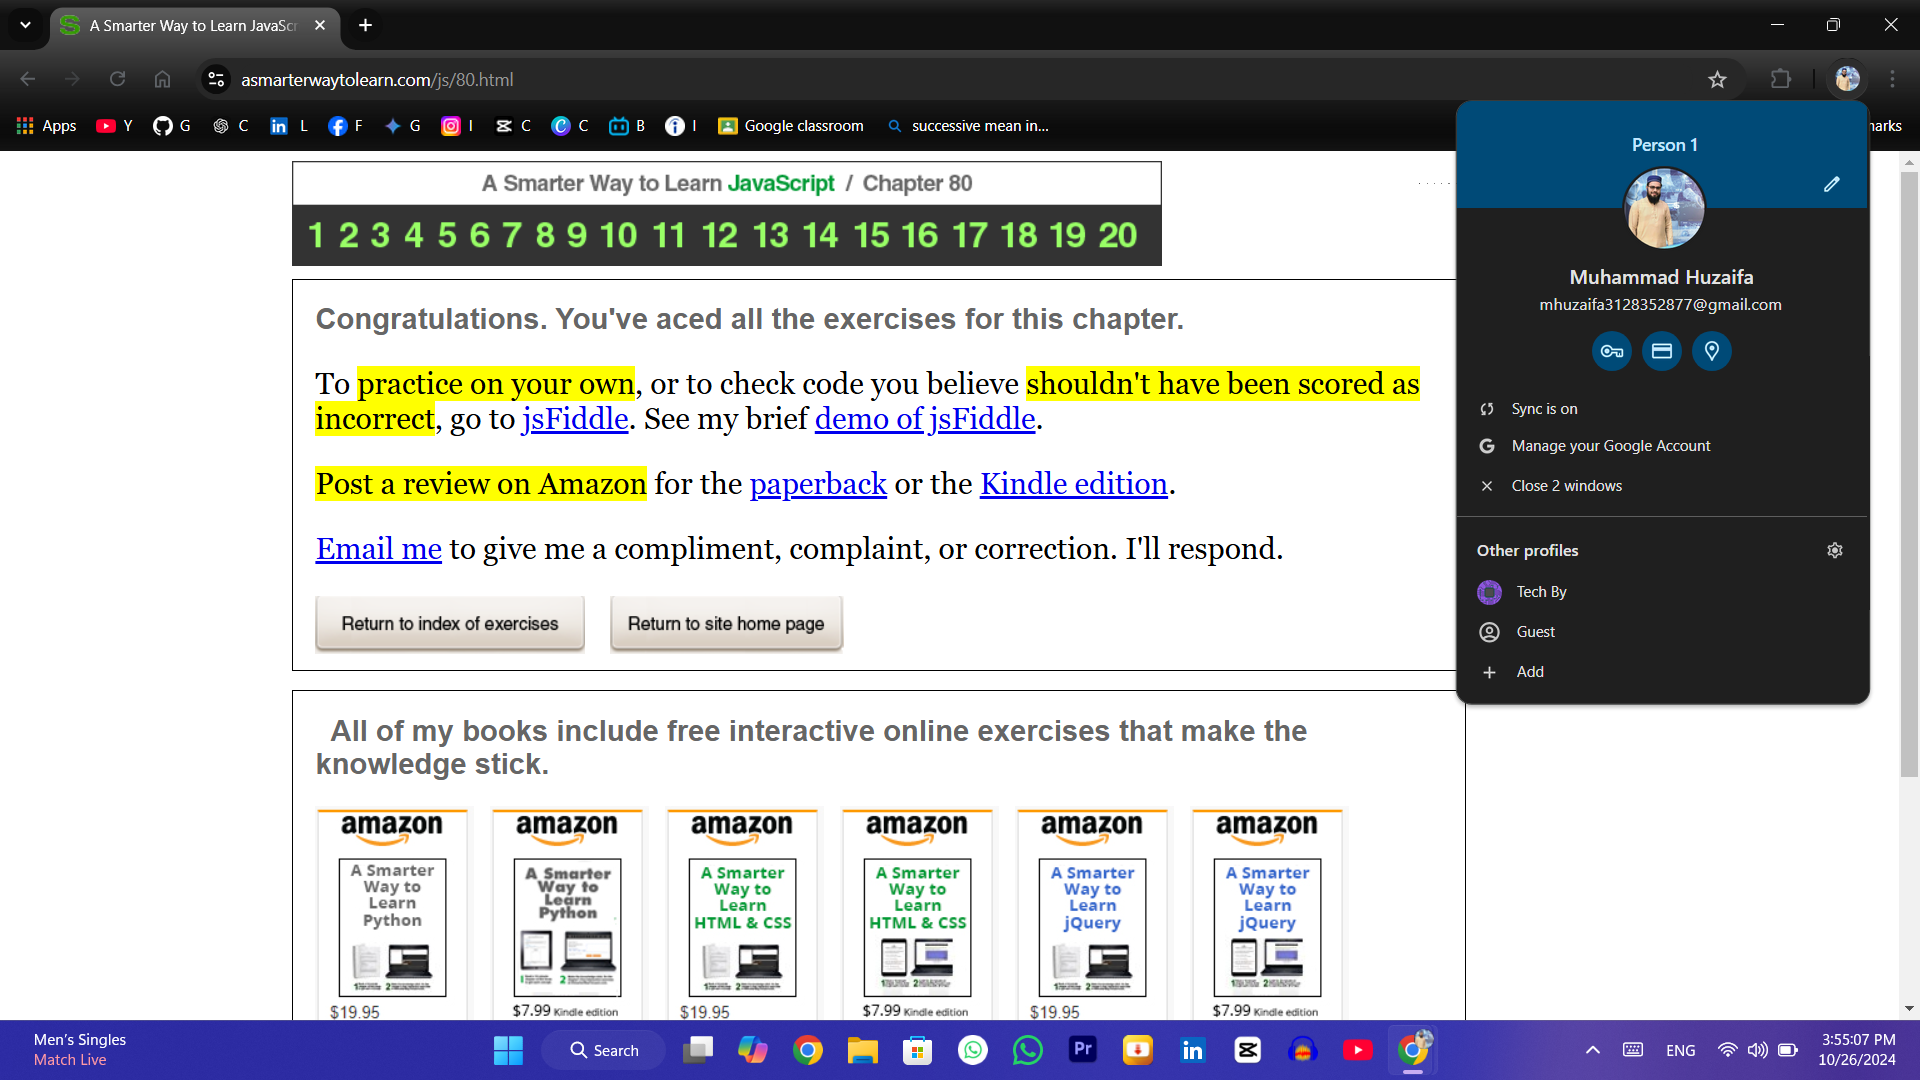 A Smarter Way to Learn JavaScr
asmarterwaytolearn.com/js/80.html
Apps Y G C L F G I C C B I Google classroom successive mean in... arks
A Smarter Way to Learn JavaScript / Chapter 80
1 2 3 4 5 6 7 8 9 10 11 12 13 14 15 16 17 18 19 20
Congratulations. You've aced all the exercises for this chapter.
To practice on your own, or to check code you believe shouldn't have been scored as
incorrect, go to jsFiddle. See my brief demo of jsFiddle.
Post a review on Amazon for the paperback or the Kindle edition.
Email me to give me a compliment, complaint, or correction. I'll respond.
Return to index of exercises Return to site home page
Person 1
Muhammad Huzaifa
mhuzaifa3128352877@gmail.com
Sync is on
Manage your Google Account
Close 2 windows
Other profiles
Tech By
Guest
Add
All of my books include free interactive online exercises that make the
knowledge stick.
amazon amazon amazon amazon amazon amazon
A Smarter
Way to
Learn
Python
$19.95
A Smarter
Way to
Learn
Python
$7.99 Kindle edition
A Smarter
Way to
Learn
HTML & CSS
$19.95
A Smarter
Way to
Learn
HTML & CSS
$7.99 Kindle edition
A Smarter
Way to
Learn
jQuery
$19.95
A Smarter
Way to
Learn
jQuery
$7.99 Kindle edition
Men's Singles
Match Live
Search
Pr
ENG
3:55:07 PM
10/26/2024